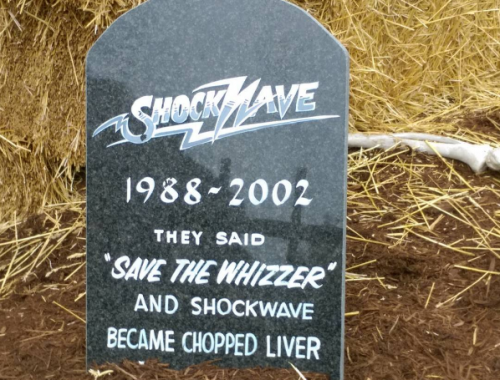 SHOCKWAVE
1988-2002
THEY SAID
"SAVE THE WHIZZER"
AND SHOCKWAVE
BECAME CHOPPED LIVER